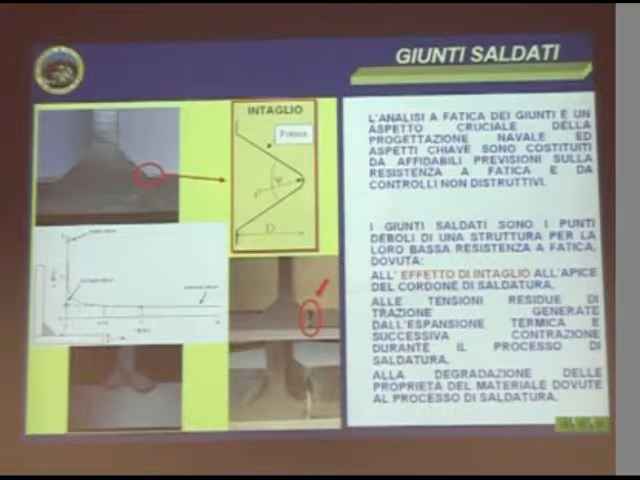 GIUNTI SALDATI
INTAGLIO
D
L'ANALISI A FATICA DEI GIUNTI È UN
ASPETTO CRUCIALE DELLA
PROGETTAZIONE NAVALE ED
ASPETTI CHIAVE SONO COSTITUITI
DA AFFIDABILI PREVISIONI SULLA
RESISTENZA A FATICA E DA
CONTROLLI NON DISTRUTTIVI.
I GIUNTI SALDATI SONO I PUNTI
DEBOLI DI UNA STRUTTURA PER LA
LORO BASSA RESISTENZA A FATICA,
DOVUTA:
ALL' EFFETTO DI INTAGLIO ALL'APICE
DEL CORDONE DI SALDATURA,
ALLE TENSIONI RESIDUE DI
TRAZIONE GENERATE
DALL'ESPANSIONE TERMICA E
SUCCESSIVA CONTRAZIONE
DURANTE IL PROCESSO DI
SALDATURA,
ALLA DEGRADAZIONE DELLE
PROPRIETÀ DEL MATERIALE DOVUTE
AL PROCESSO DI SALDATURA.